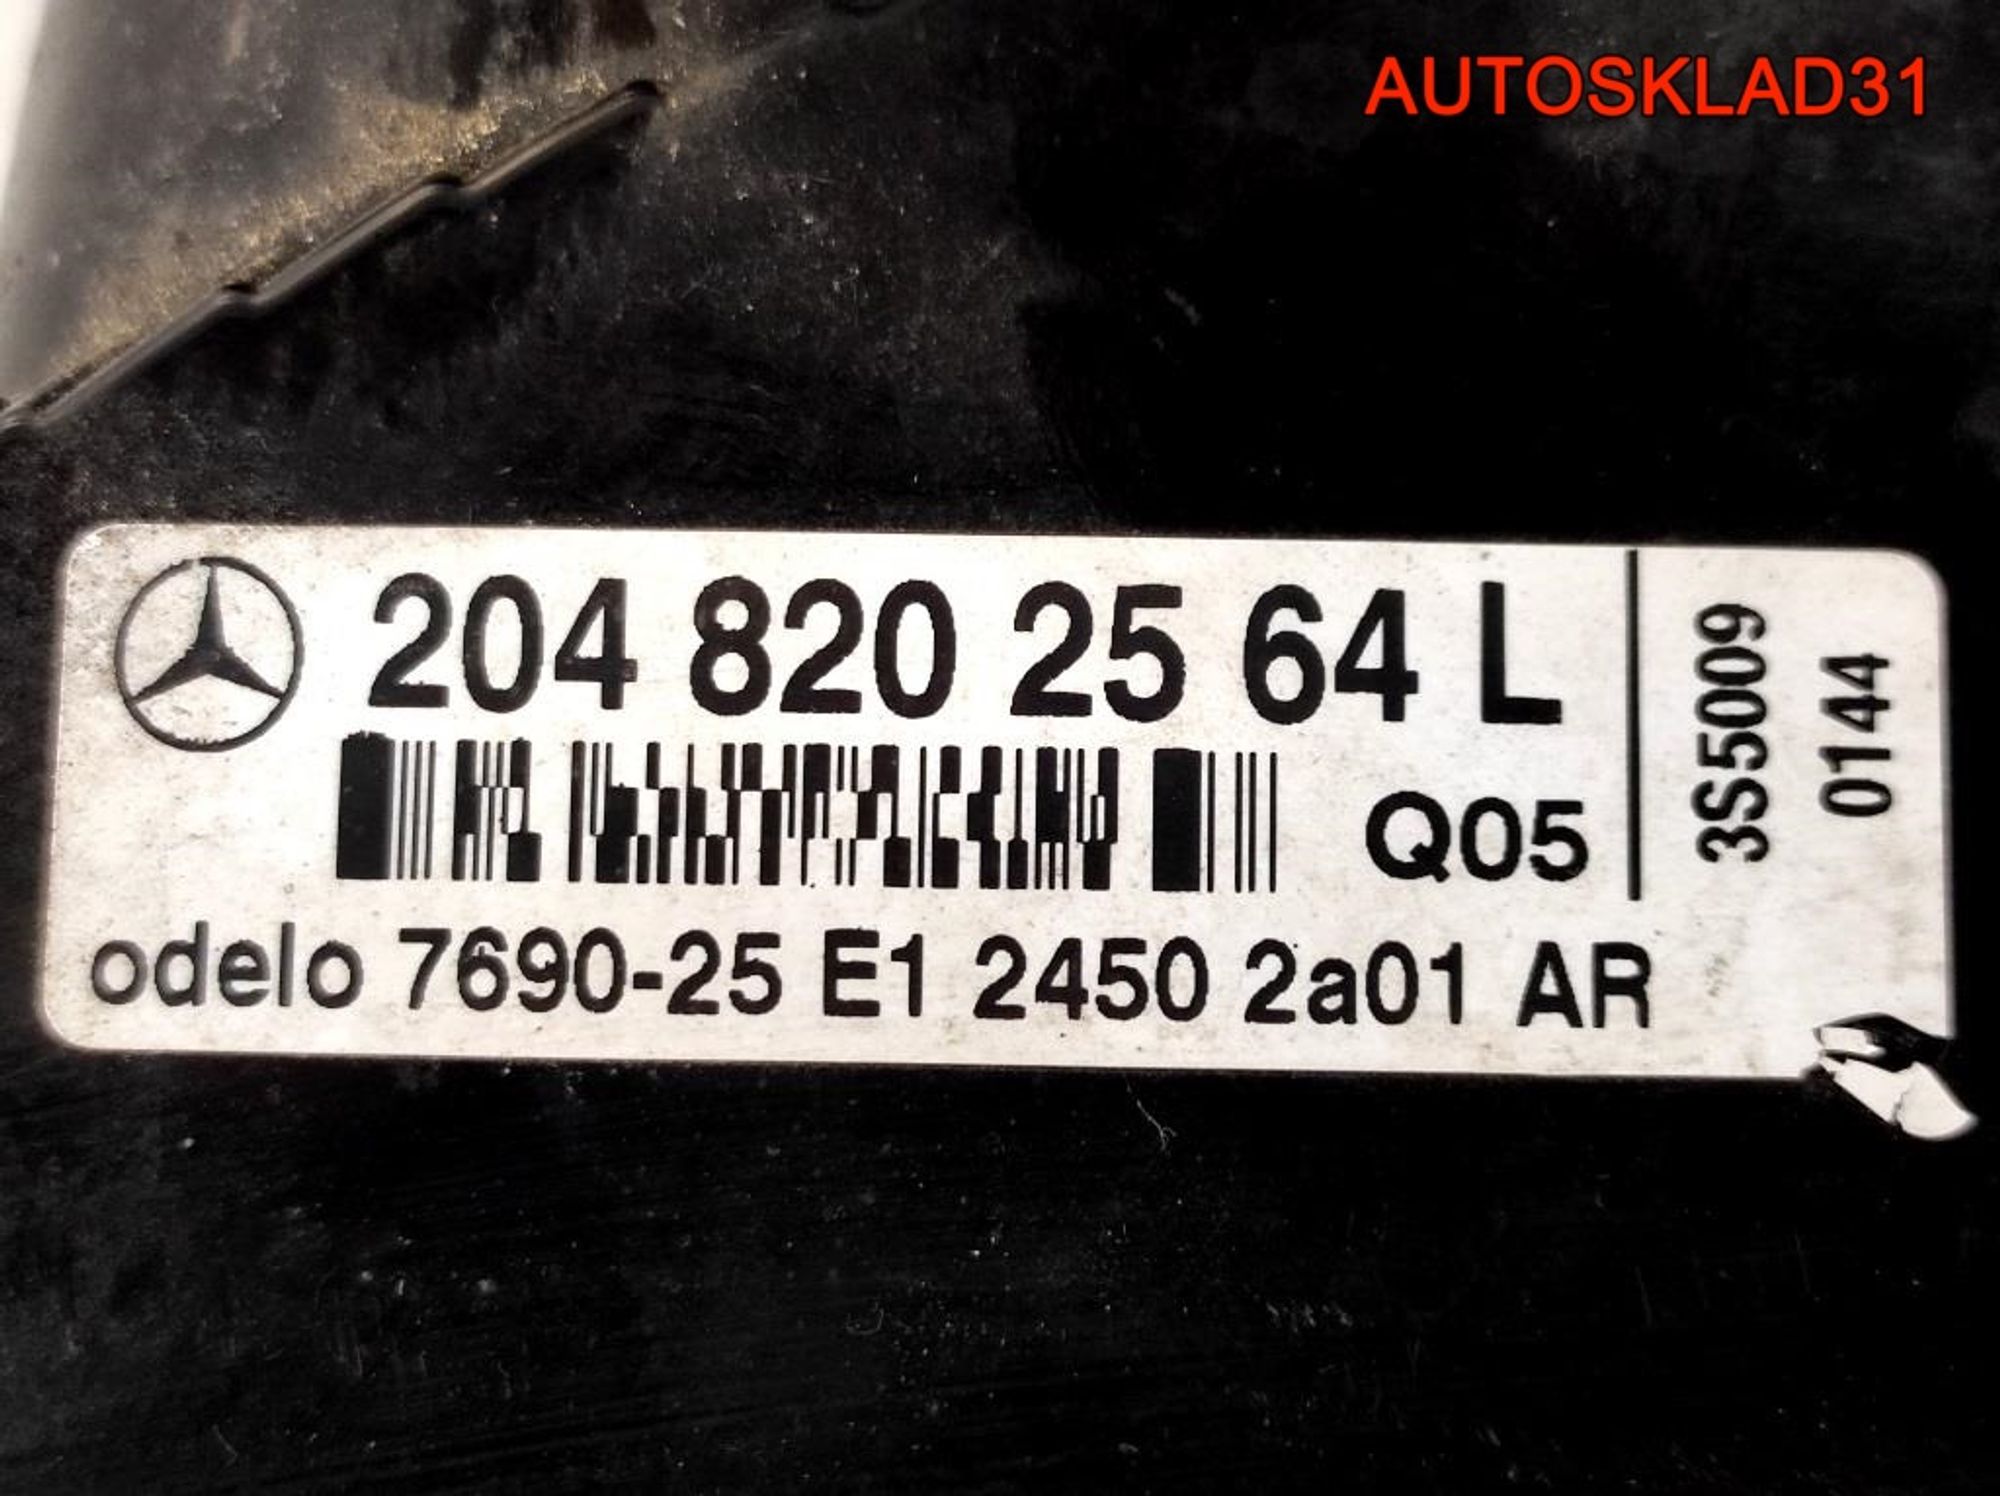 AUTOSKLAD31
204 820 25 64 L
Q05
odelo 7690-25 E1 2450 2a01 AR
3S5009
0144